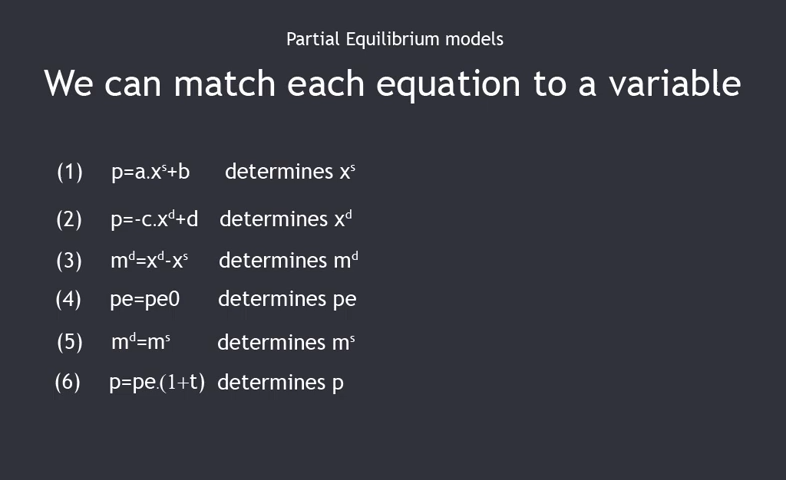 Partial Equilibrium models
We can match each equation to a variable
(1) p=a.xˢ+b determines xˢ
(2) p=-c.xᵈ+d determines xᵈ
(3) mᵈ=xᵈ-xˢ determines mᵈ
(4) pe=pe0 determines pe
(5) mᵈ=mˢ determines mˢ
(6) p=pe.(1+t) determines p